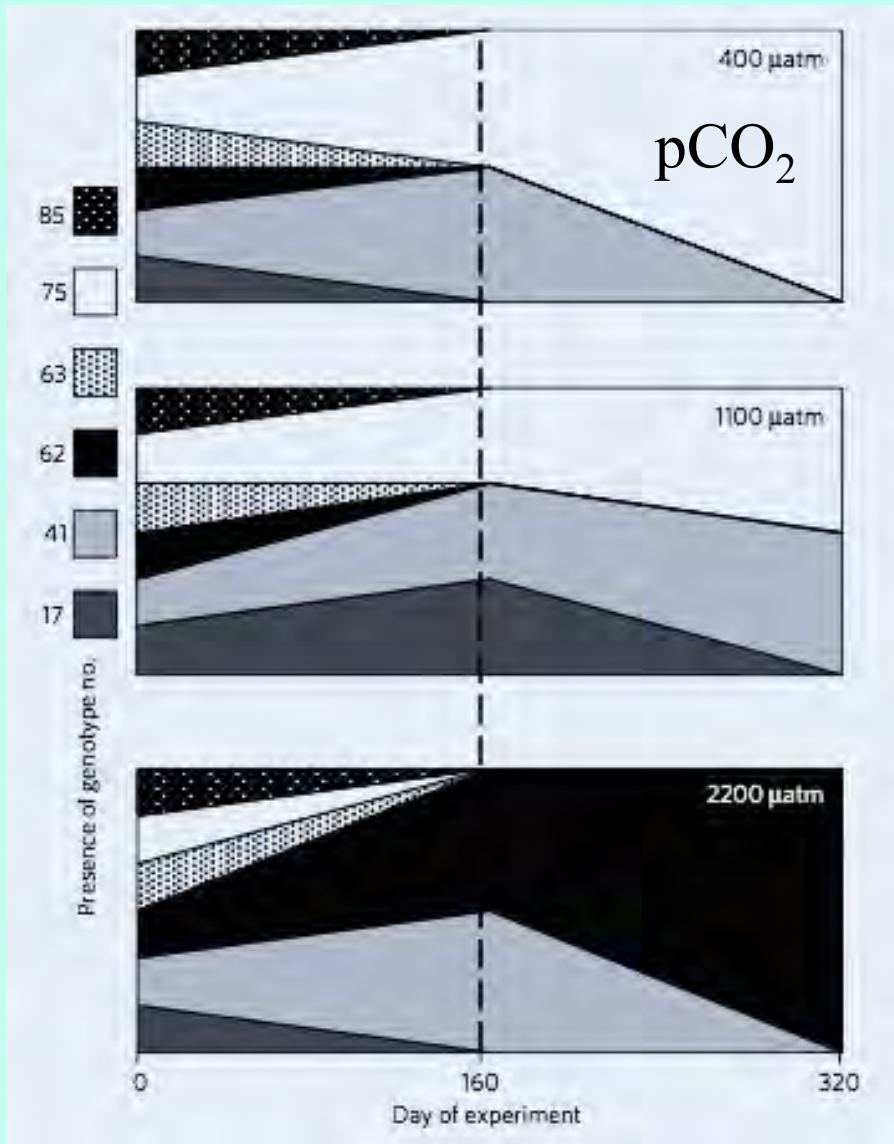 400 µatm
pCO₂
85
75
63
1100 µatm
62
41
17
Presence of genotype no.
2200 µatm
0 160 320
Day of experiment